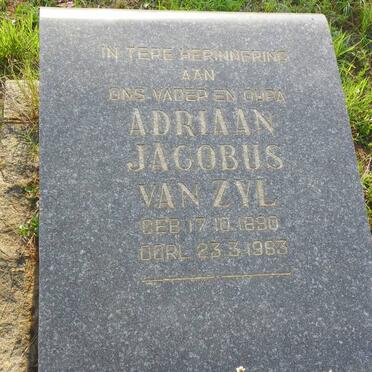 IN TERE HERINNERING
AAN
ONS VADER EN OUPA
ADRIAAN
JACOBUS
VAN ZYL
GEB 17·10·1890
OORL 23·3·1963